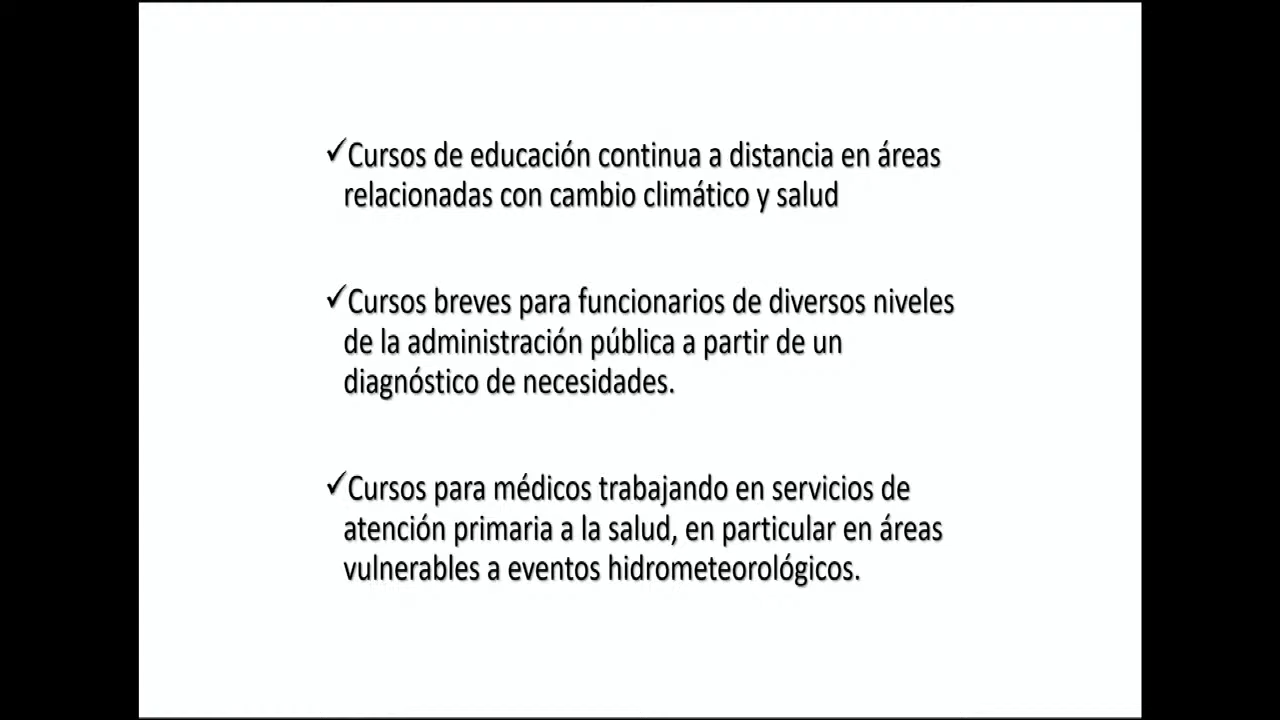 ✓Cursos de educación continua a distancia en áreas
relacionadas con cambio climático y salud
✓Cursos breves para funcionarios de diversos niveles
de la administración pública a partir de un
diagnóstico de necesidades.
✓Cursos para médicos trabajando en servicios de
atención primaria a la salud, en particular en áreas
vulnerables a eventos hidrometeorológicos.